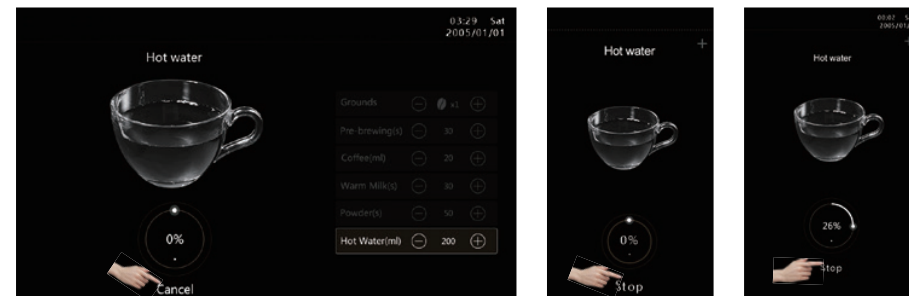 03:29 Sat
2005/01/01
Hot water
Grounds x1
Pre-brewing(s) 30
Coffee(ml) 20
Warm Milk(s) 30
Powder(s) 50
Hot Water(ml) 200
0%
Cancel
Hot water
0%
Stop
Hot water
26%
Stop